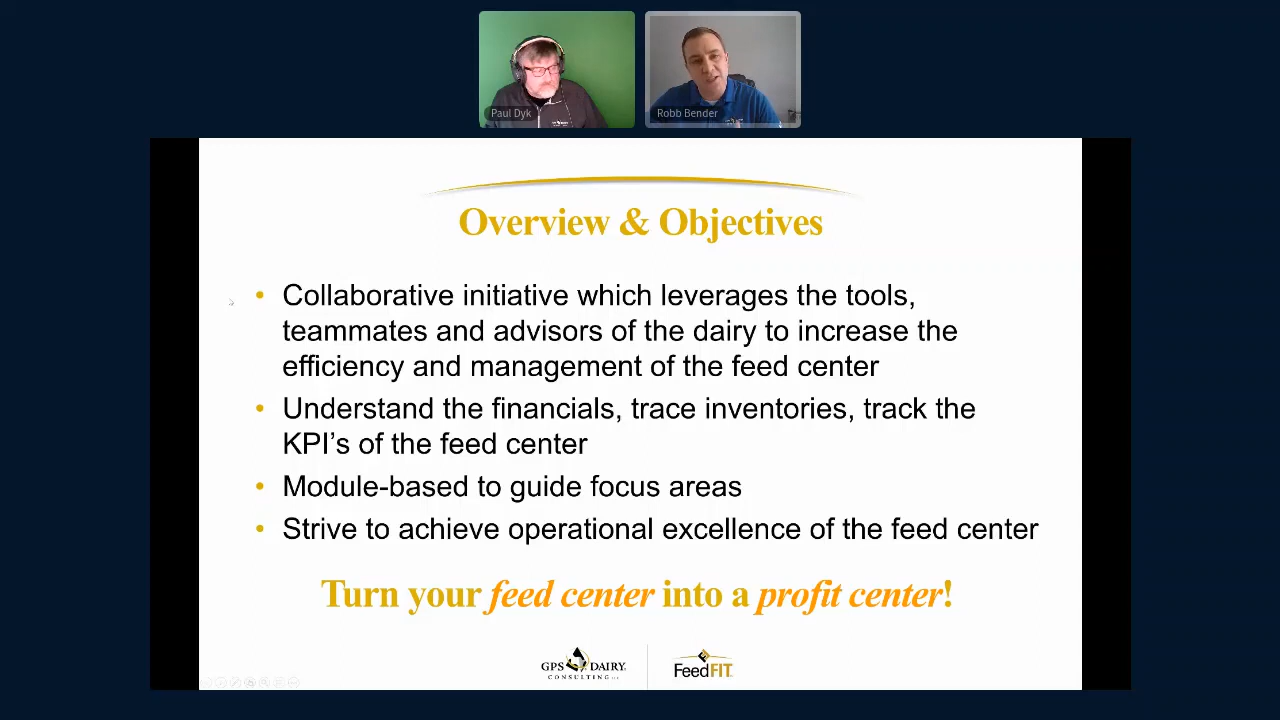 Paul Dyk
Robb Bender
Overview & Objectives
• Collaborative initiative which leverages the tools,
teammates and advisors of the dairy to increase the
efficiency and management of the feed center
• Understand the financials, trace inventories, track the
KPI's of the feed center
• Module-based to guide focus areas
• Strive to achieve operational excellence of the feed center
Turn your feed center into a profit center!
GPS DAIRY
CONSULTING
FeedFIT